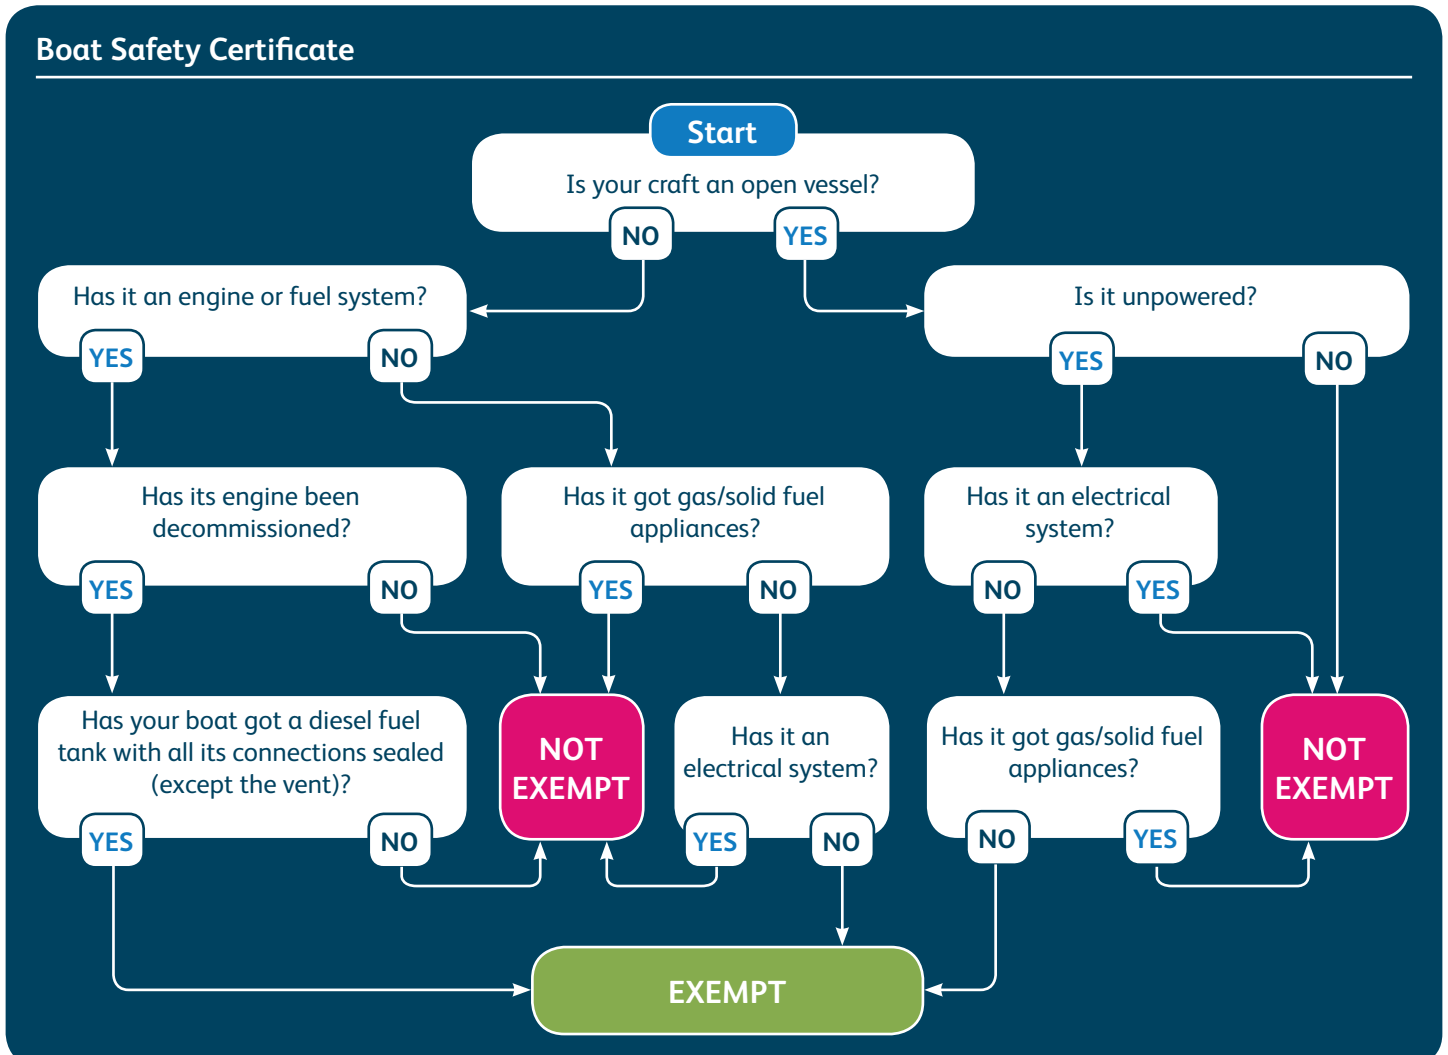 Boat Safety Certificate
Start
Is your craft an open vessel?
NO
YES
Has it an engine or fuel system?
YES
NO
Is it unpowered?
YES
NO
Has its engine been
decommissioned?
YES
NO
Has it got gas/solid fuel
appliances?
YES
NO
Has it an electrical
system?
NO
YES
Has your boat got a diesel fuel
tank with all its connections sealed
(except the vent)?
YES
NO
NOT
EXEMPT
Has it an
electrical system?
YES
NO
Has it got gas/solid fuel
appliances?
NO
YES
NOT
EXEMPT
EXEMPT